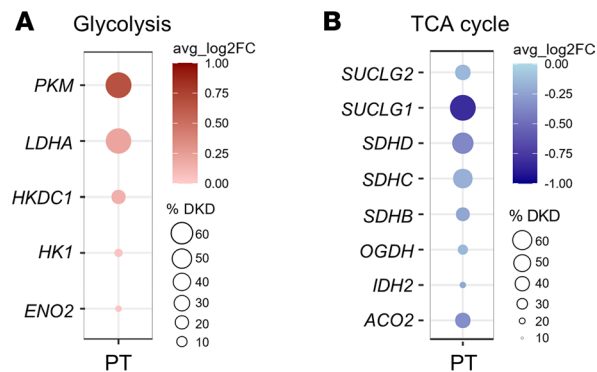 A Glycolysis
avg_log2FC
1.00
0.75
0.50
0.25
0.00
PKM
LDHA
HKDC1
HK1
ENO2
% DKD
60
50
40
30
20
10
PT
B TCA cycle
avg_log2FC
0.00
-0.25
-0.50
-0.75
-1.00
SUCLG2
SUCLG1
SDHD
SDHC
SDHB
OGDH
IDH2
ACO2
% DKD
60
50
40
30
20
10
PT